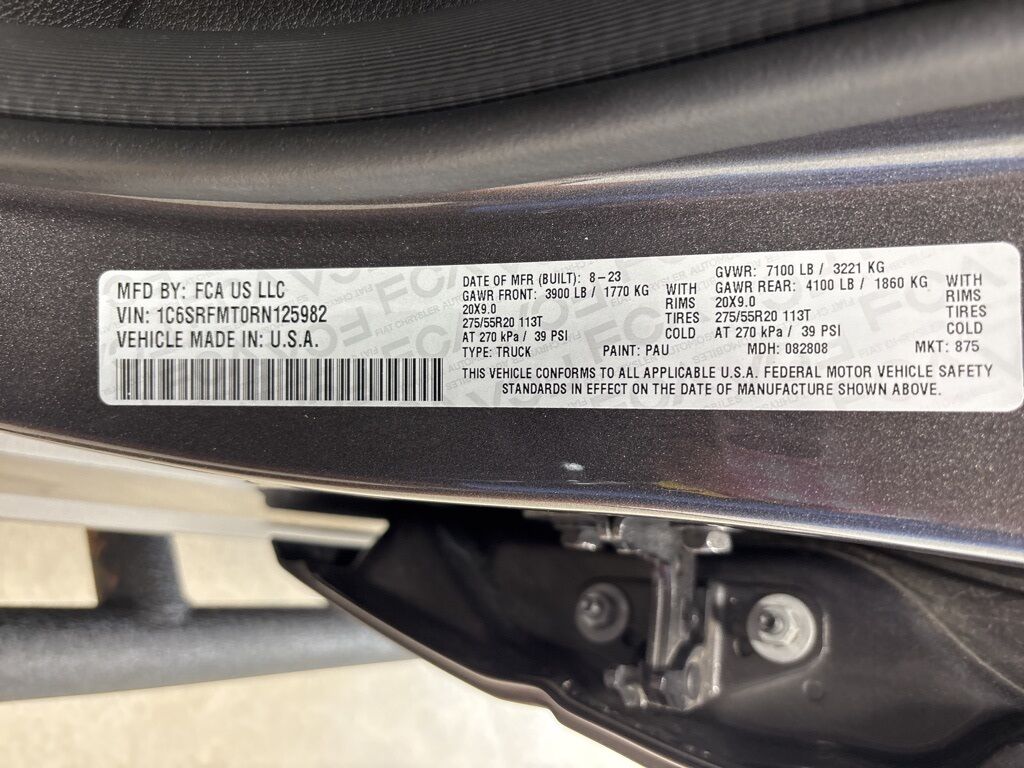 MFD BY: FCA US LLC
VIN: 1C6SRFMT0RN125982
VEHICLE MADE IN: U.S.A.
DATE OF MFR (BUILT): 8-23
GAWR FRONT: 3900 LB / 1770 KG WITH
20X9.0 RIMS
275/55R20 113T TIRES
AT 270 kPa / 39 PSI COLD
GVWR: 7100 LB / 3221 KG
GAWR REAR: 4100 LB / 1860 KG WITH
20X9.0 RIMS
275/55R20 113T TIRES
AT 270 kPa / 39 PSI COLD
TYPE: TRUCK PAINT: PAU MDH: 082808 MKT: 875
THIS VEHICLE CONFORMS TO ALL APPLICABLE U.S.A. FEDERAL MOTOR VEHICLE SAFETY
STANDARDS IN EFFECT ON THE DATE OF MANUFACTURE SHOWN ABOVE.